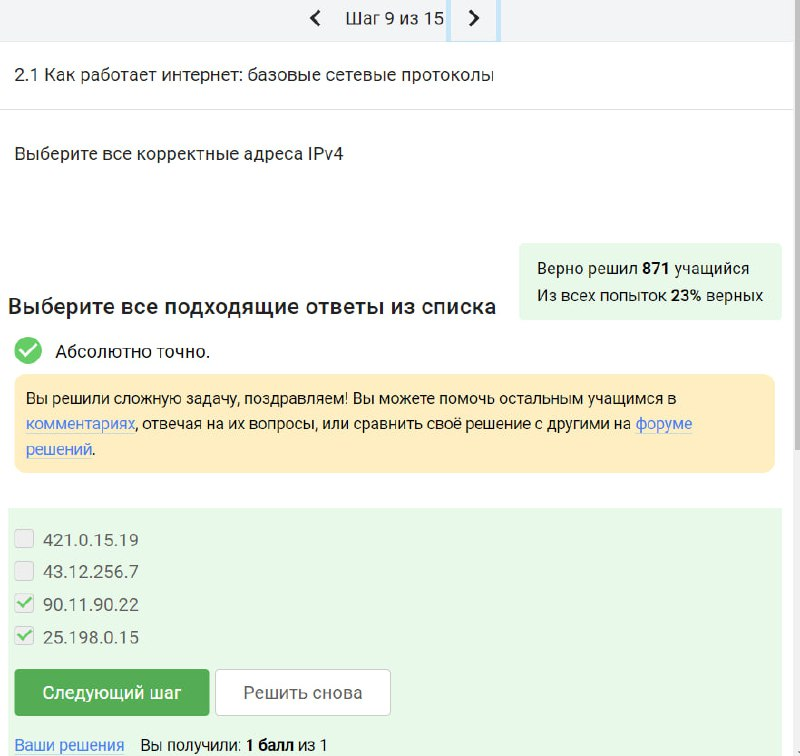 Шаг 9 из 15
2.1 Как работает интернет: базовые сетевые протоколы
Выберите все корректные адреса IPv4
Верно решил 871 учащийся
Из всех попыток 23% верных
Выберите все подходящие ответы из списка
Абсолютно точно.
Вы решили сложную задачу, поздравляем! Вы можете помочь остальным учащимся в
комментариях, отвечая на их вопросы, или сравнить своё решение с другими на форуме
решений.
421.0.15.19
43.12.256.7
90.11.90.22
25.198.0.15
Следующий шаг Решить снова
Ваши решения Вы получили: 1 балл из 1